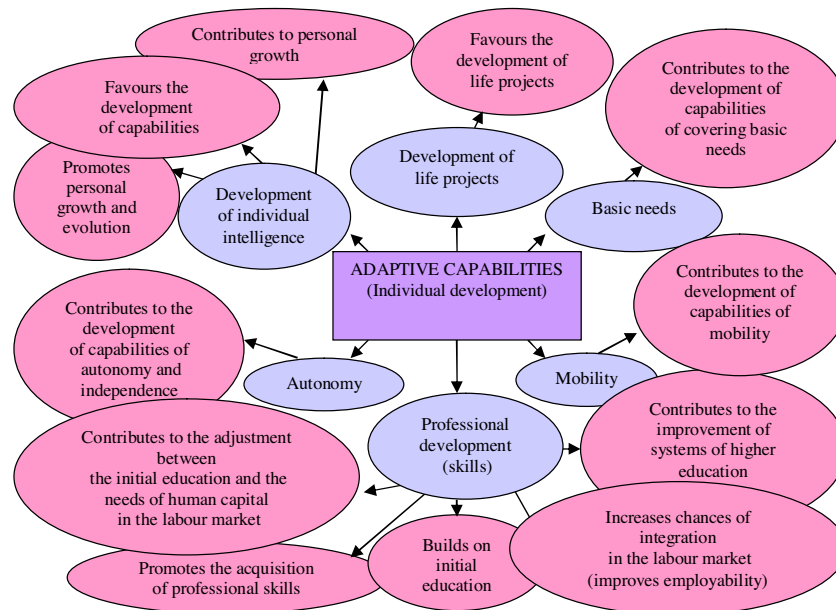 Contributes to personal
growth
Favours the
development of
life projects
Contributes to the
development of
capabilities
of covering basic
needs
Favours the
development
of capabilities
Promotes
personal
growth and
evolution
Development
of individual
intelligence
Development of
life projects
Basic needs
ADAPTIVE CAPABILITIES
(Individual development)
Contributes to the
development of
capabilities of
mobility
Contributes to the
development
of capabilities of
autonomy and
independence
Autonomy
Mobility
Professional
development
(skills)
Contributes to the
improvement of
systems of higher
education
Contributes to the adjustment
between
the initial education and the
needs of human capital
in the labour market
Increases chances of
integration
in the labour market
(improves employability)
Builds on
initial
education
Promotes the acquisition
of professional skills